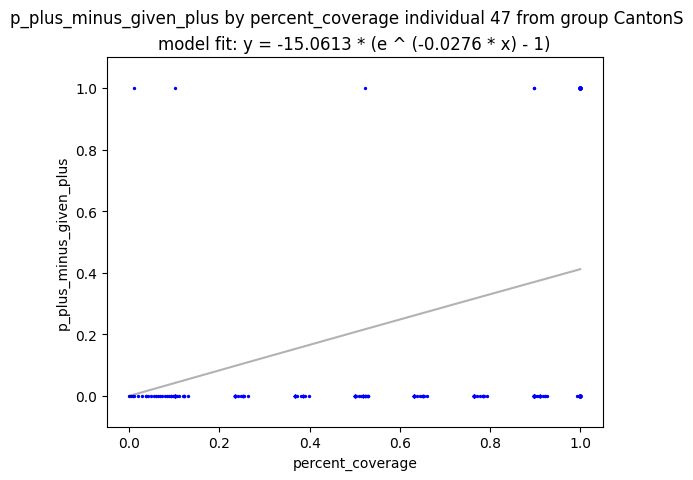 p_plus_minus_given_plus by percent_coverage individual 47 from group CantonS
model fit: y = -15.0613 * (e ^ (-0.0276 * x) - 1)
1.0
0.8
0.6
0.4
0.2
0.0
p_plus_minus_given_plus
0.0 0.2 0.4 0.6 0.8 1.0
percent_coverage